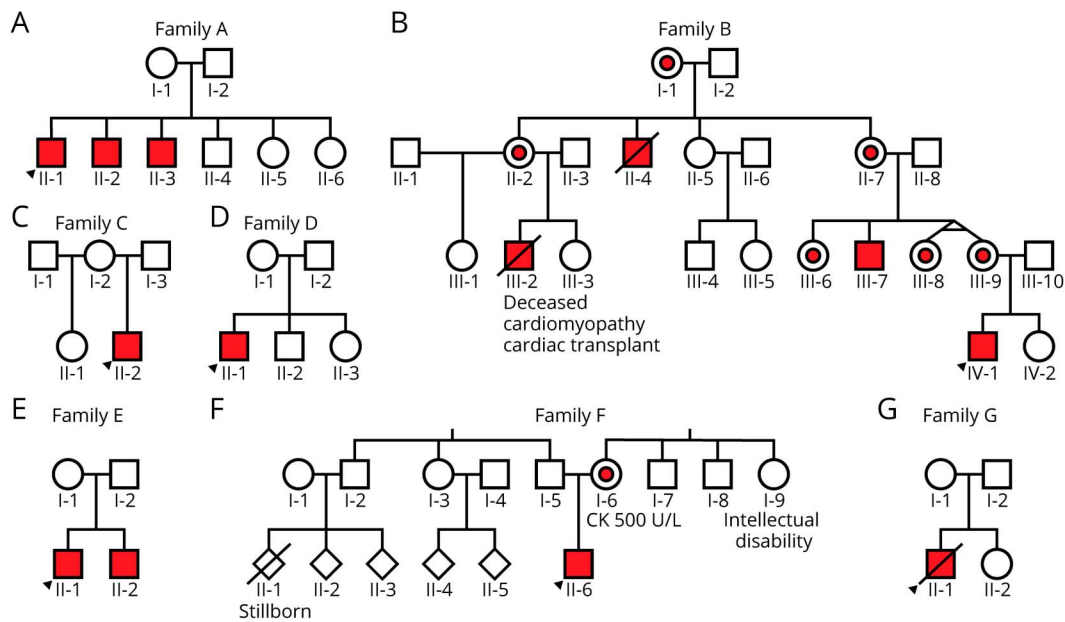 A
Family A
I-1 I-2
II-1 II-2 II-3 II-4 II-5 II-6
B
Family B
I-1 I-2
II-1 II-2 II-3 II-4 II-5 II-6 II-7 II-8
III-1 III-2 III-3 III-4 III-5 III-6 III-7 III-8 III-9 III-10
Deceased
cardiomyopathy
cardiac transplant
IV-1 IV-2
C
Family C
I-1 I-2 I-3
II-1 II-2
D
Family D
I-1 I-2
II-1 II-2 II-3
E
Family E
I-1 I-2
II-1 II-2
F
Family F
I-1 I-2 I-3 I-4 I-5 I-6 I-7 I-8 I-9
CK 500 U/L
Intellectual
disability
II-1 II-2 II-3 II-4 II-5 II-6
Stillborn
G
Family G
I-1 I-2
II-1 II-2